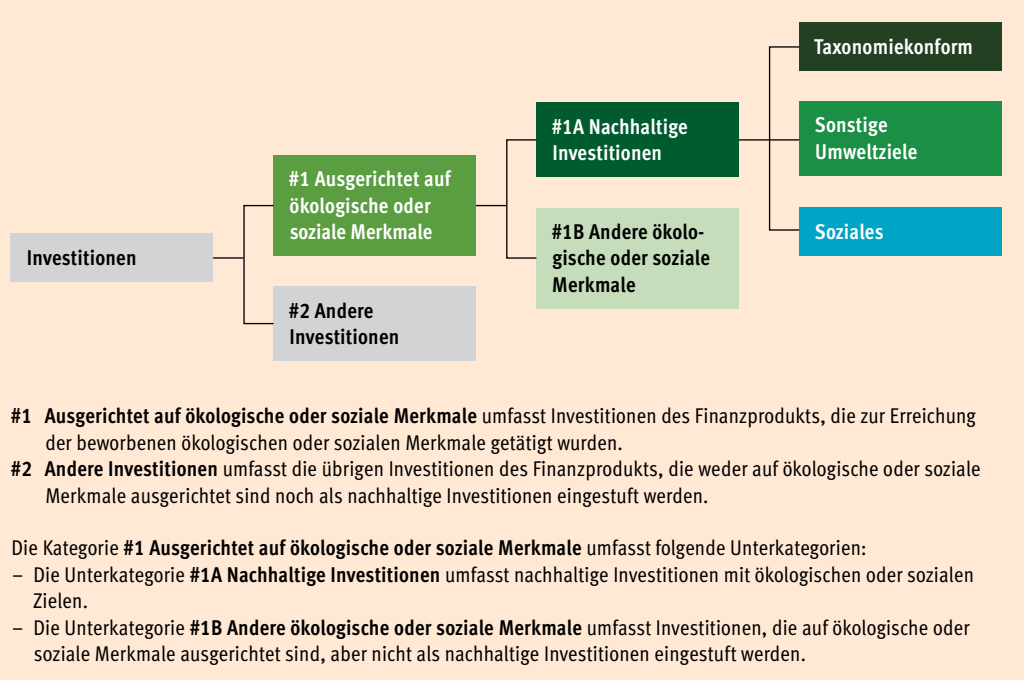 Taxonomiekonform
#1A Nachhaltige
Investitionen
Sonstige
Umweltziele
#1 Ausgerichtet auf
ökologische oder
soziale Merkmale
#1B Andere ökolo-
gische oder soziale
Merkmale
Soziales
Investitionen
#2 Andere
Investitionen
#1 Ausgerichtet auf ökologische oder soziale Merkmale umfasst Investitionen des Finanzprodukts, die zur Erreichung
der beworbenen ökologischen oder sozialen Merkmale getätigt wurden.
#2 Andere Investitionen umfasst die übrigen Investitionen des Finanzprodukts, die weder auf ökologische oder soziale
Merkmale ausgerichtet sind noch als nachhaltige Investitionen eingestuft werden.
Die Kategorie #1 Ausgerichtet auf ökologische oder soziale Merkmale umfasst folgende Unterkategorien:
– Die Unterkategorie #1A Nachhaltige Investitionen umfasst nachhaltige Investitionen mit ökologischen oder sozialen
Zielen.
– Die Unterkategorie #1B Andere ökologische oder soziale Merkmale umfasst Investitionen, die auf ökologische oder
soziale Merkmale ausgerichtet sind, aber nicht als nachhaltige Investitionen eingestuft werden.